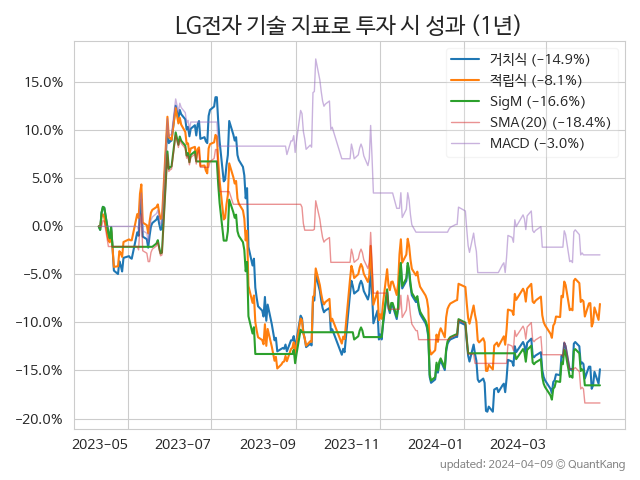 LG전자 기술 지표로 투자 시 성과 (1년)
거치식 (−14.9%)
적립식 (−8.1%)
SigM (−16.6%)
SMA(20) (−18.4%)
MACD (−3.0%)
15.0%
10.0%
5.0%
0.0%
−5.0%
−10.0%
−15.0%
−20.0%
2023-05 2023-07 2023-09 2023-11 2024-01 2024-03
updated: 2024-04-09 ⓒ QuantKang